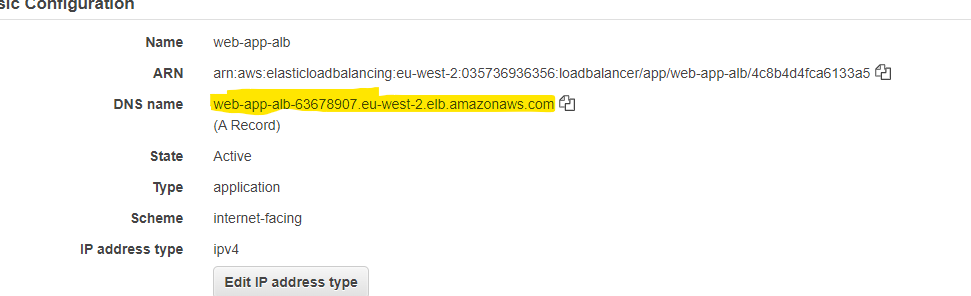 sic Configuration
Name web-app-alb
ARN arn:aws:elasticloadbalancing:eu-west-2:035736936356:loadbalancer/app/web-app-alb/4c8b4d4fca6133a5
DNS name web-app-alb-63678907.eu-west-2.elb.amazonaws.com
(A Record)
State Active
Type application
Scheme internet-facing
IP address type ipv4
Edit IP address type